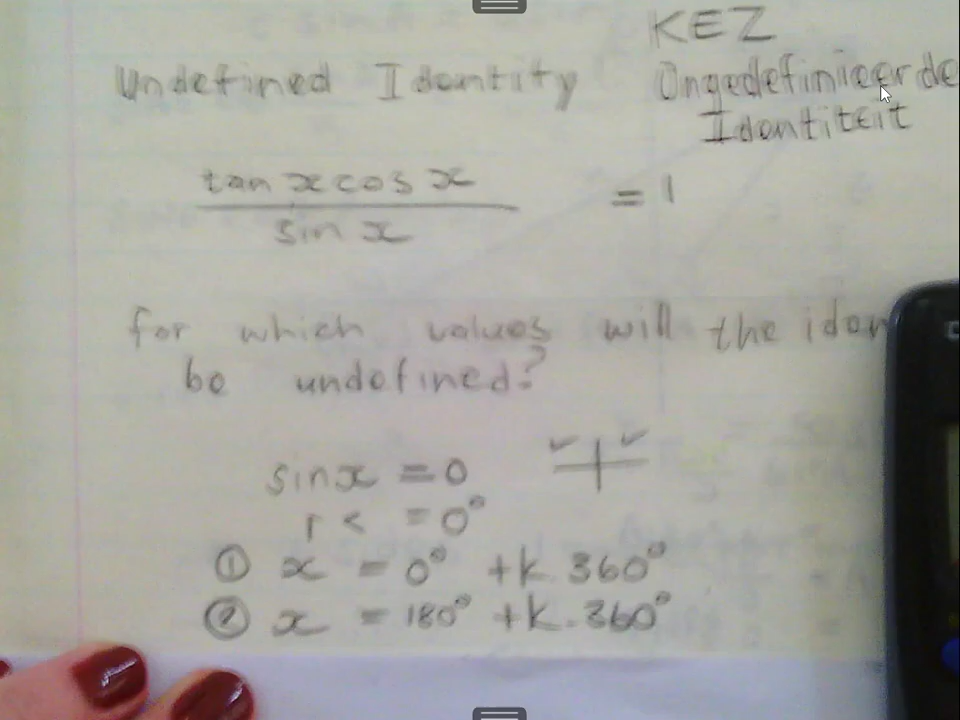 KEZ
Undefined Identity Ongedefinieerde
Identiteit
tan x cos x
= 1
sin x
for which values will the iden
be undefined?
sin x = 0
r < = 0°
① x = 0° + k 360°
② x = 180° + k . 360°